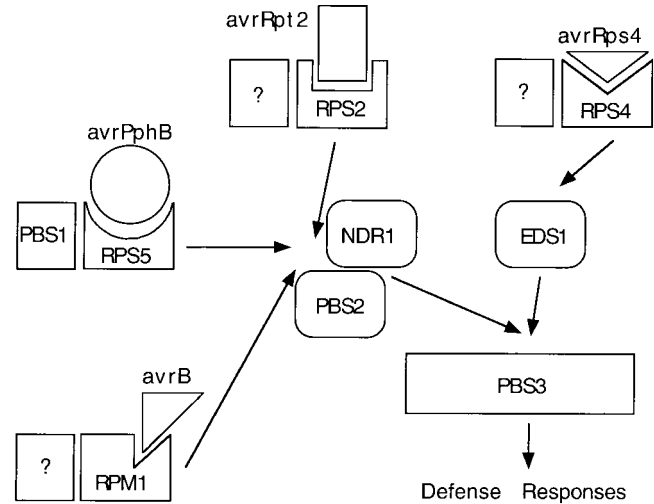 avrRpt2
avrRps4
?
RPS2
?
RPS4
avrPphB
PBS1
RPS5
NDR1
EDS1
PBS2
avrB
PBS3
?
RPM1
Defense Responses